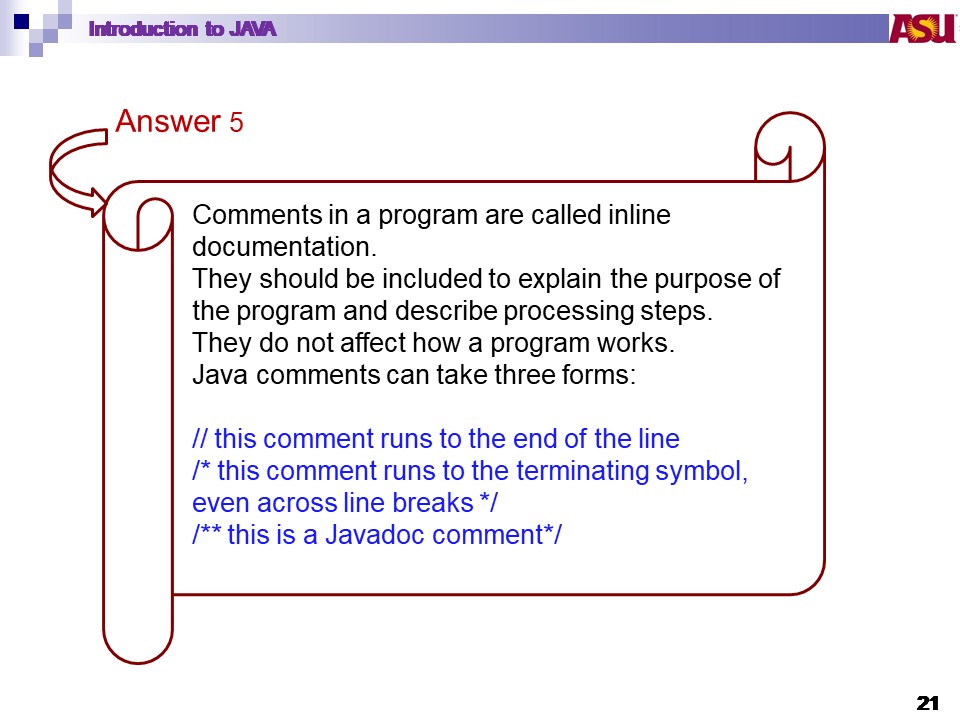 Introduction to JAVA
ASU
Answer 5
Comments in a program are called inline
documentation.
They should be included to explain the purpose of
the program and describe processing steps.
They do not affect how a program works.
Java comments can take three forms:
// this comment runs to the end of the line
/* this comment runs to the terminating symbol,
even across line breaks */
/** this is a Javadoc comment*/
21